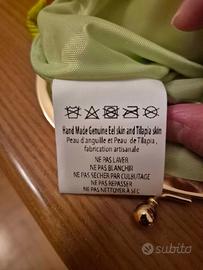 Hand Made Genuine Eel skin and Tilapia skin
Peau d'anguille et Peau de Tilapia,
fabrication artisanale
NE PAS LAVER
NE PAS BLANCHIR
NE PAS SECHER PAR CULBUTAGE
NE PAS REPASSER
NE PAS NETTOYER À SEC
subito